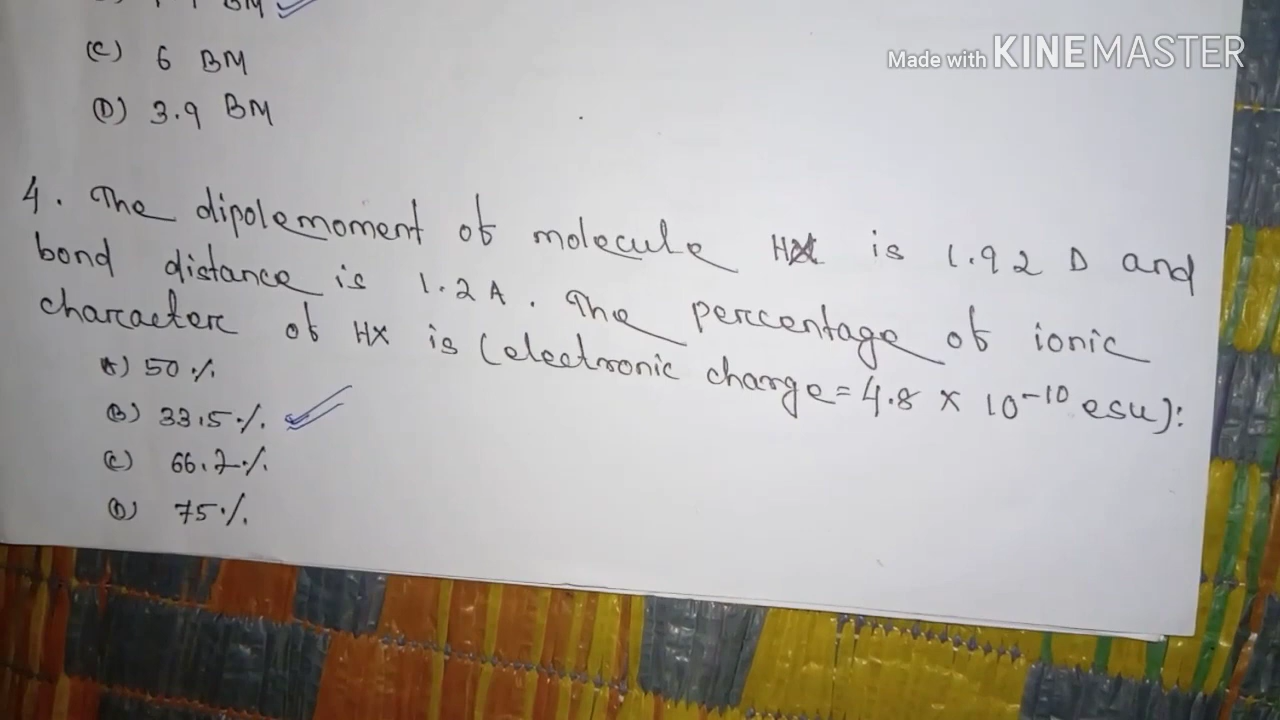 BM
(C) 6 BM
(D) 3.9 BM
Made with KINEMASTER
4. The dipolemoment of molecule HX is 1.92 D and
bond distance is 1.2 A. The percentage of ionic
character of HX is (electronic charge = 4.8 × 10⁻¹⁰ esu):
A) 50%
B) 33.5%.
(C) 66.7%.
(D) 75%.